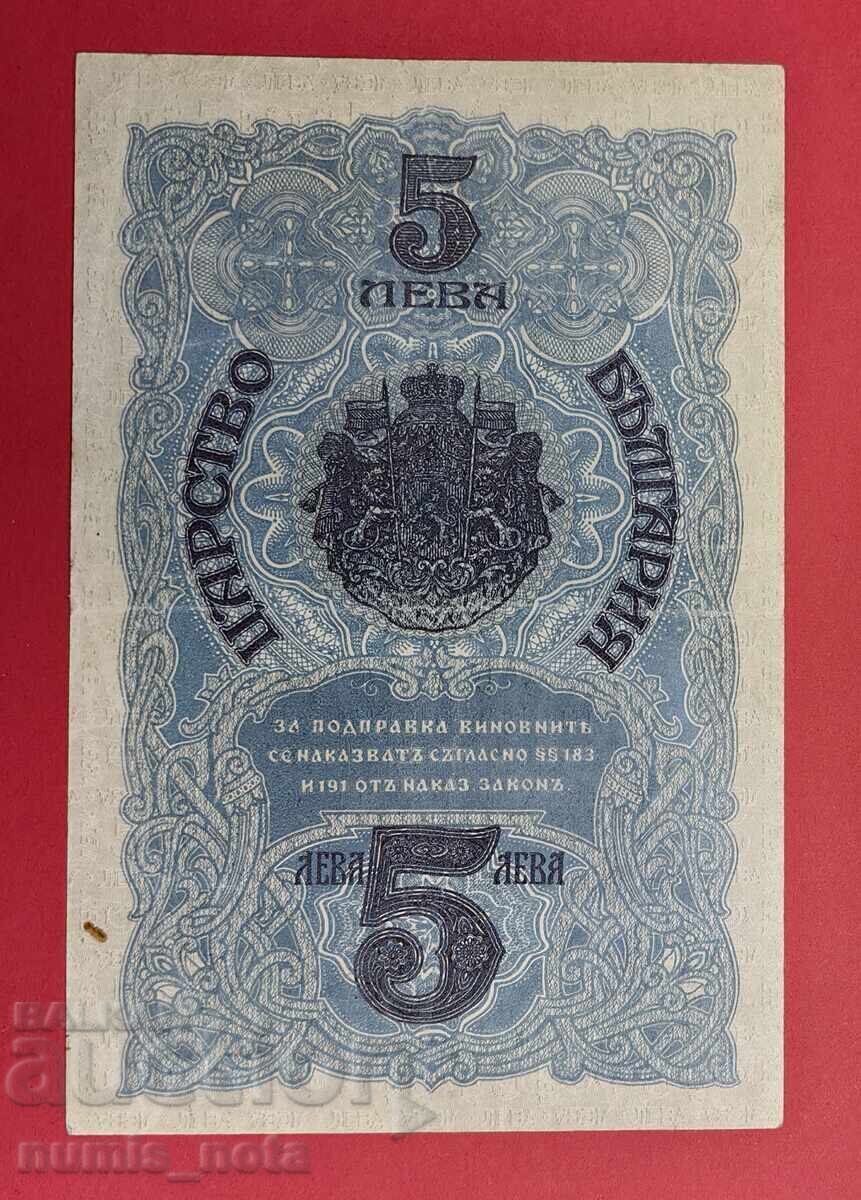 5
ЛЕВА
ЦАРСТВО
БЪЛГАРИЯ
ЗА ПОДПРАВКА ВИНОВНИТѢ
СЕ НАКАЗВАТЪ СЪГЛАСНО §§ 183
И 191 ОТЪ НАКАЗ ЗАКОНЪ
ЛЕВА 5 ЛЕВА
BALKAN
auction
numis_nota